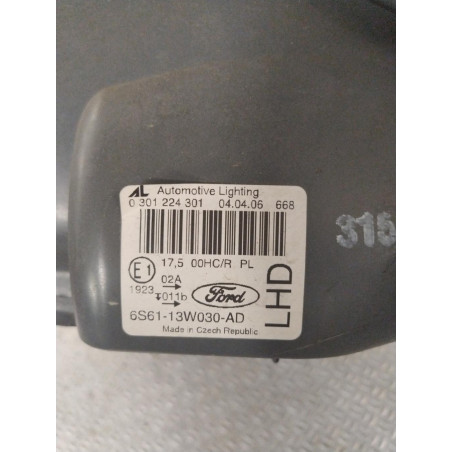 AL Automotive Lighting
0 301 224 301 04.04.06 668
17,5 00HC/R PL
E1 02A
1923
011b
Ford
6S61-13W030-AD
Made in Czech Republic
LHD
315